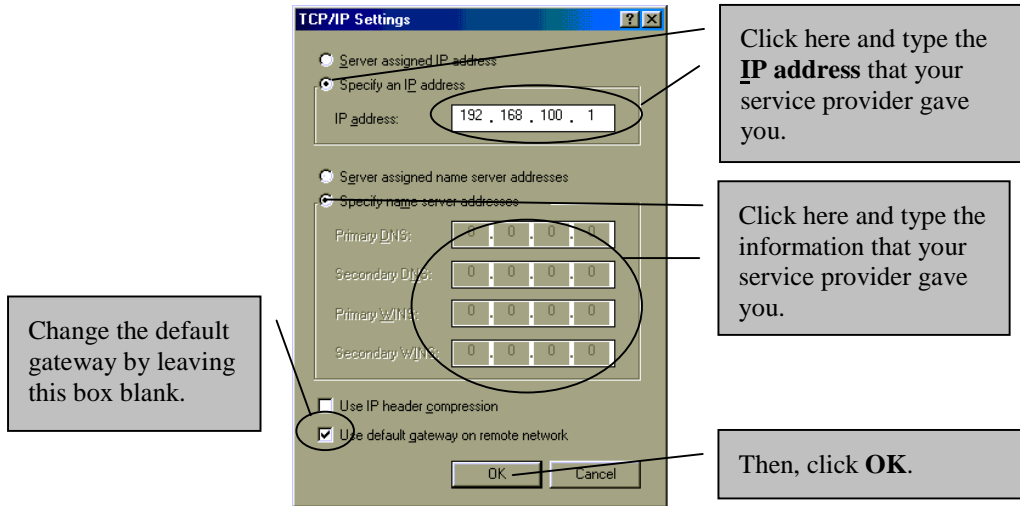 TCP/IP Settings
Server assigned IP address
Specify an IP address
IP address: 192 . 168 . 100 . 1
Server assigned name server addresses
Specify name server addresses
Primary DNS: 0 . 0 . 0 . 0
Secondary DNS: 0 . 0 . 0 . 0
Primary WINS: 0 . 0 . 0 . 0
Secondary WINS: 0 . 0 . 0 . 0
Use IP header compression
Use default gateway on remote network
OK Cancel
Click here and type the
IP address that your
service provider gave
you.
Click here and type the
information that your
service provider gave
you.
Change the default
gateway by leaving
this box blank.
Then, click OK.